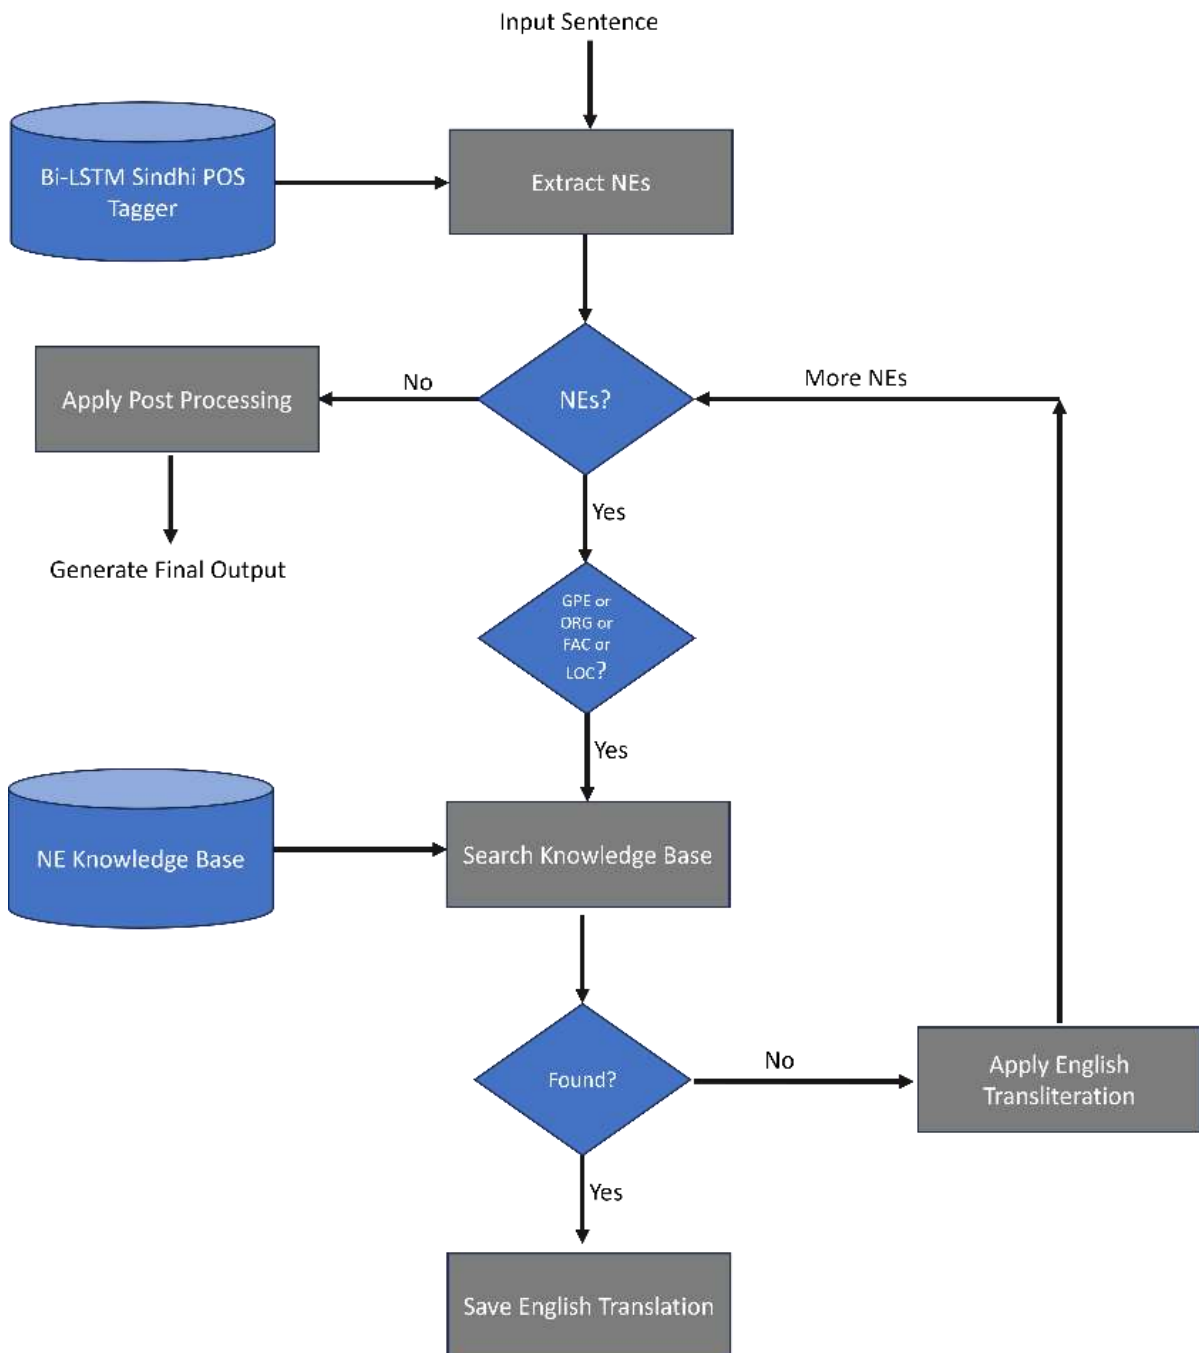 Input Sentence
Bi-LSTM Sindhi POS
Tagger
Extract NEs
Apply Post Processing
No
NEs?
More NEs
Yes
Generate Final Output
GPE or
ORG or
FAC or
LOC?
Yes
NE Knowledge Base
Search Knowledge Base
Found?
No
Apply English
Transliteration
Yes
Save English Translation